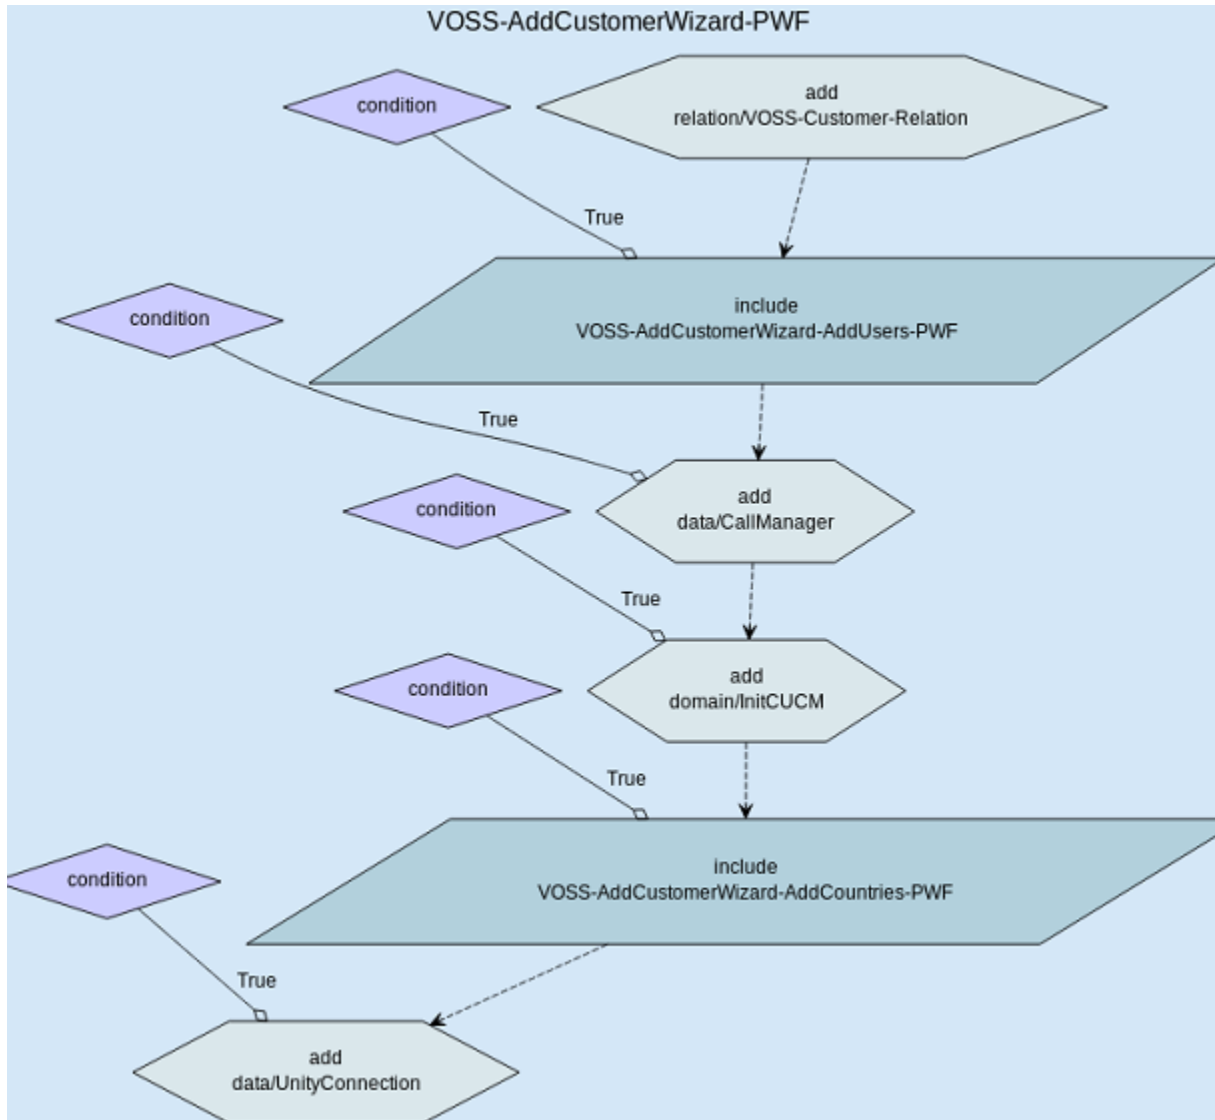 VOSS-AddCustomerWizard-PWF
condition
add
relation/VOSS-Customer-Relation
True
condition
include
VOSS-AddCustomerWizard-AddUsers-PWF
True
condition
add
data/CallManager
True
condition
add
domain/InitCUCM
True
condition
include
VOSS-AddCustomerWizard-AddCountries-PWF
True
add
data/UnityConnection